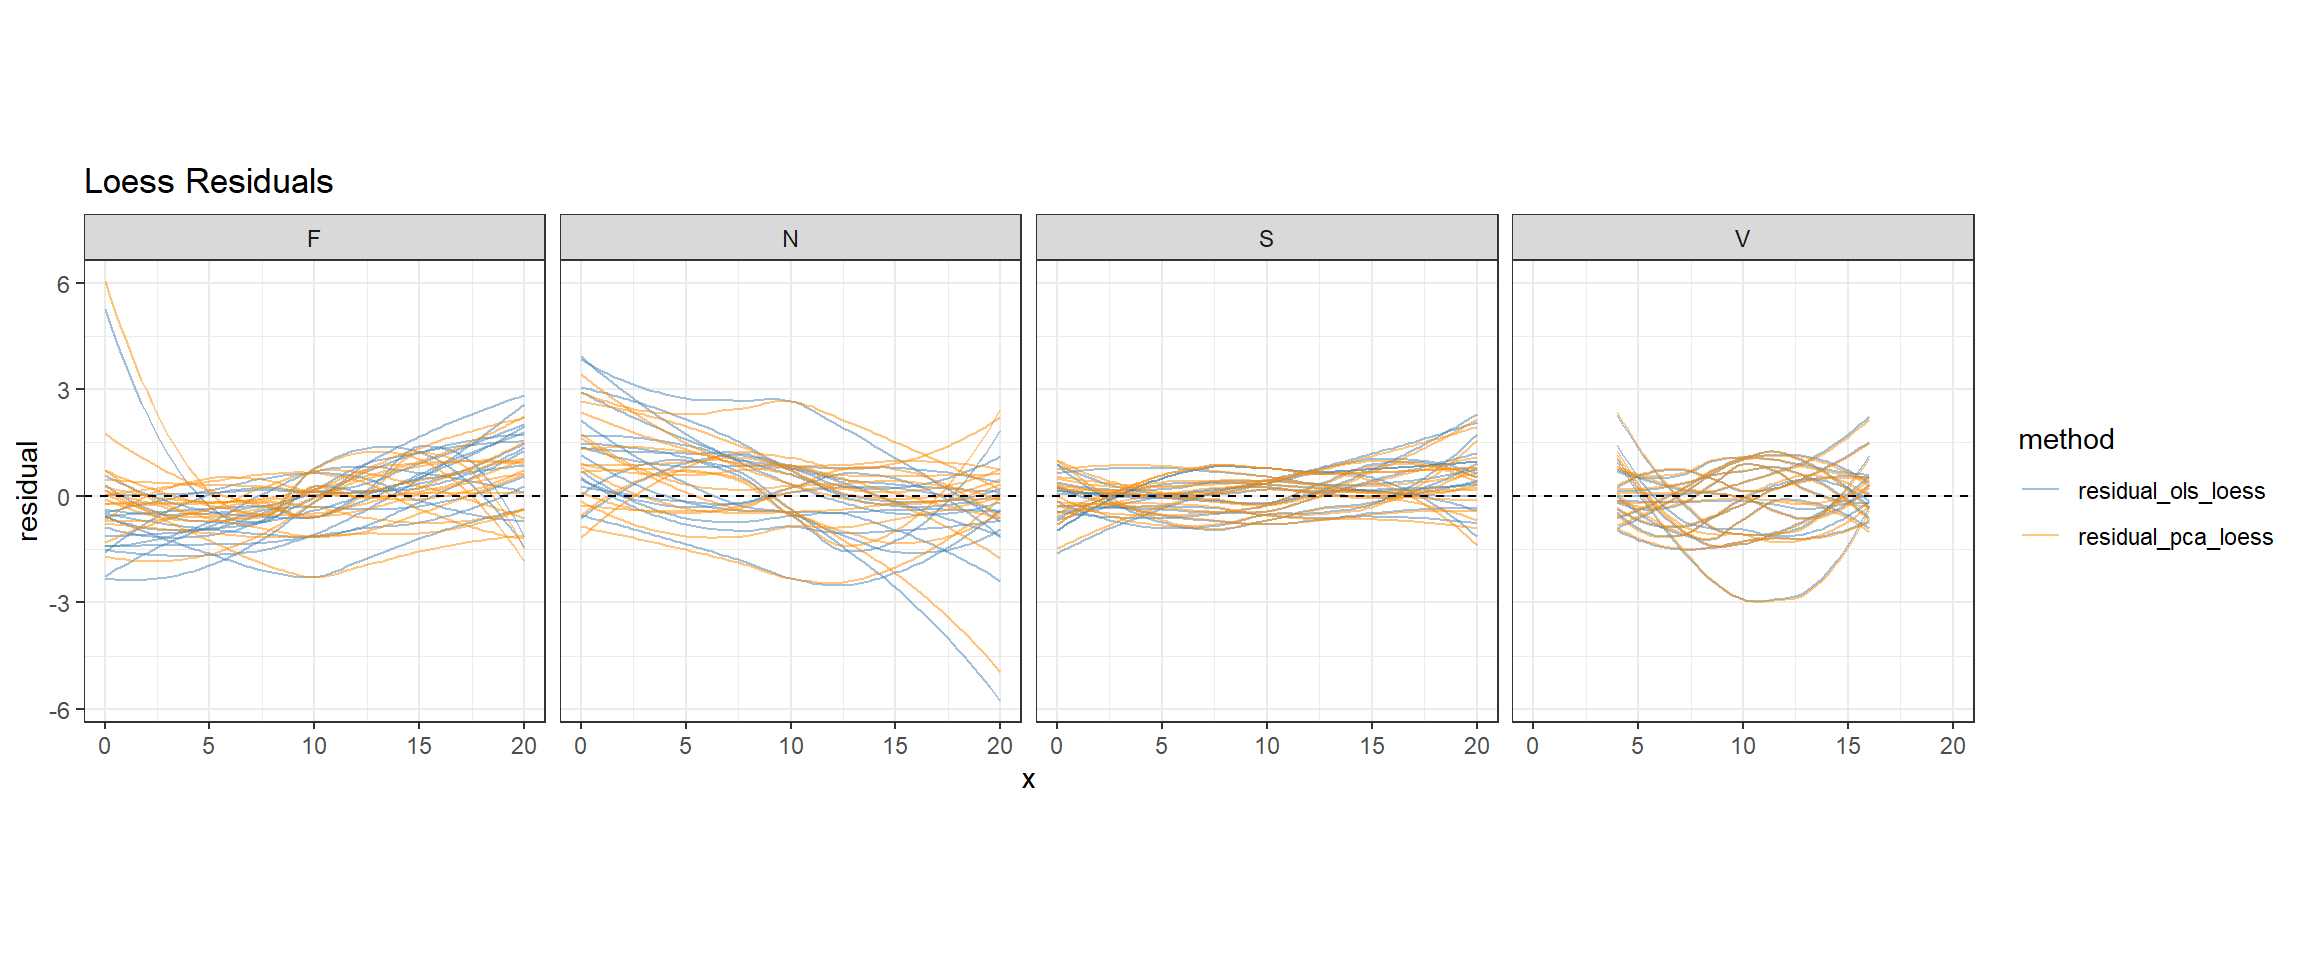 Loess Residuals
F N S V
6
3
0
-3
-6
residual
0 5 10 15 20 0 5 10 15 20 0 5 10 15 20 0 5 10 15 20
x
method
residual_ols_loess
residual_pca_loess